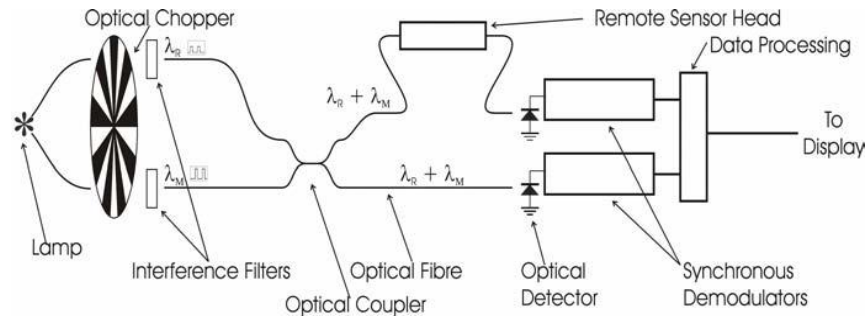 Optical Chopper
Remote Sensor Head
Data Processing
λR
λR + λM
To
Display
λM
λR + λM
Lamp
Interference Filters
Optical Coupler
Optical Fibre
Optical
Detector
Synchronous
Demodulators